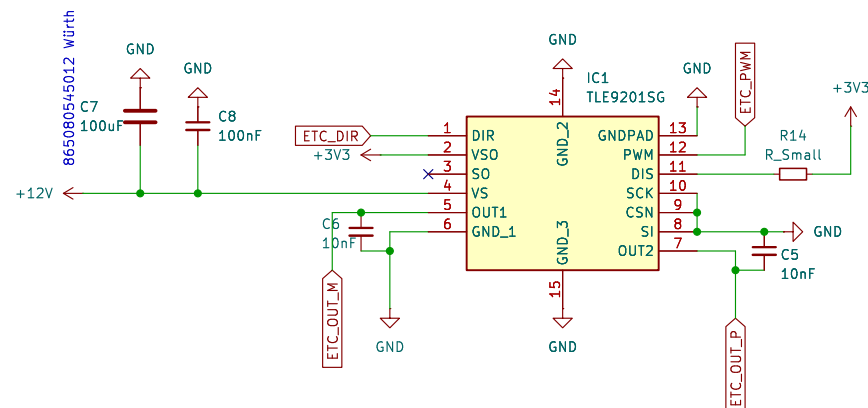 865080545012 Würth
GND
GND
C7
100uF
C8
100nF
+12V
ETC_DIR
+3V3
GND
IC1
TLE9201SG
14
GND_2
1
DIR
2
VSO
3
SO
4
VS
5
OUT1
6
GND_1
GNDPAD
13
PWM
12
DIS
11
SCK
10
CSN
9
SI
8
OUT2
7
GND_3
15
GND
C6
10nF
ETC_OUT_M
GND
GND
ETC_PWM
R14
R_Small
+3V3
GND
C5
10nF
ETC_OUT_P